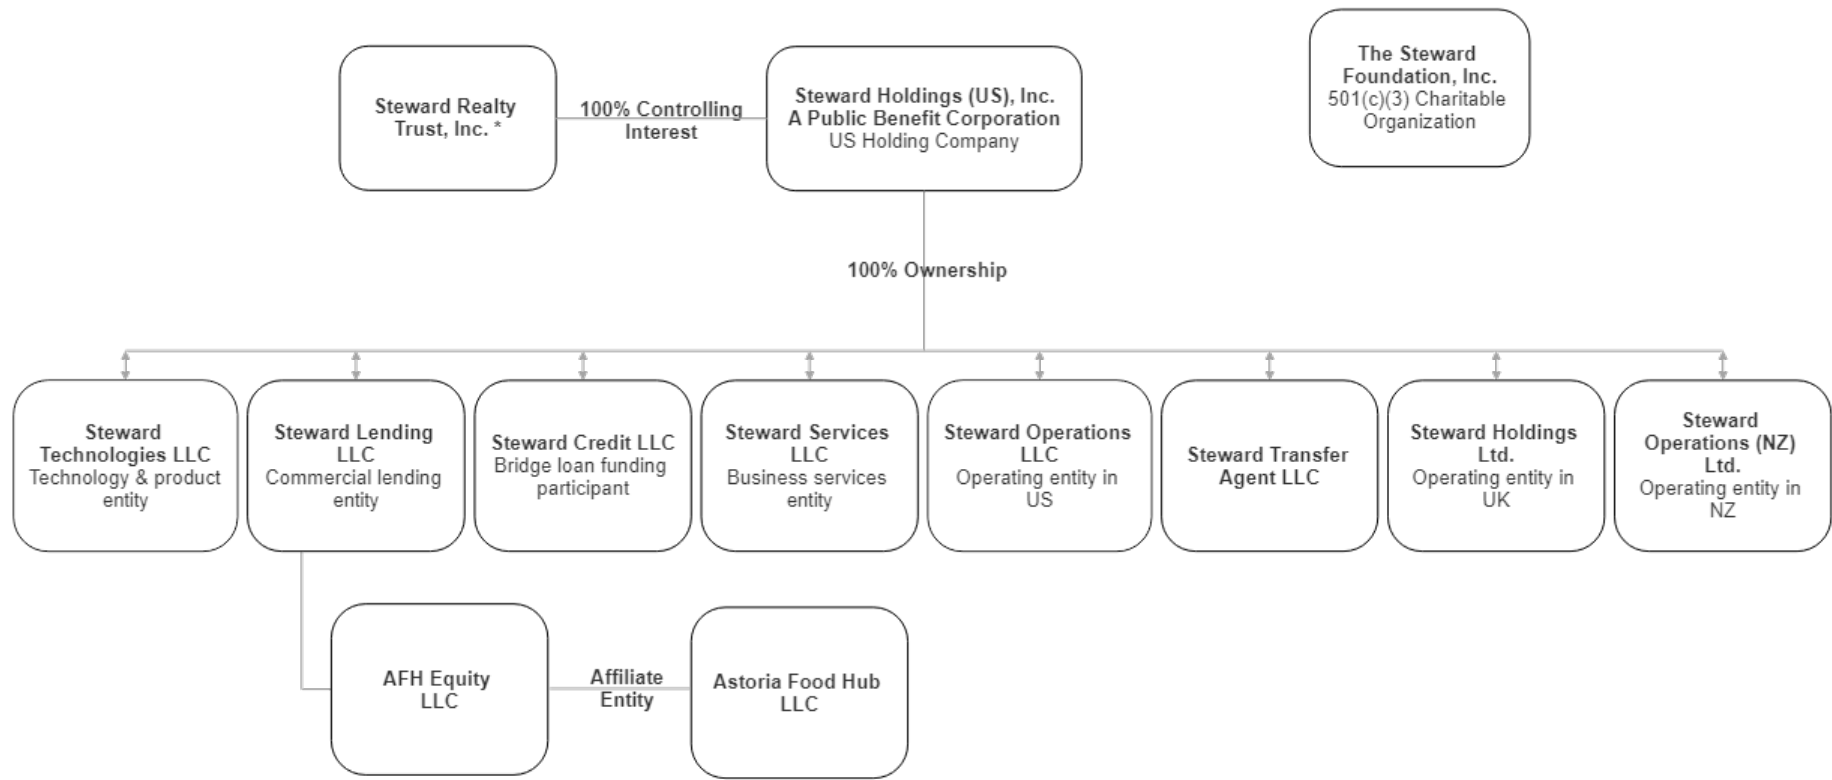 Steward Realty
Trust, Inc. *
100% Controlling
Interest
Steward Holdings (US), Inc.
A Public Benefit Corporation
US Holding Company
The Steward
Foundation, Inc.
501(c)(3) Charitable
Organization
100% Ownership
Steward
Technologies LLC
Technology & product
entity
Steward Lending
LLC
Commercial lending
entity
Steward Credit LLC
Bridge loan funding
participant
Steward Services
LLC
Business services
entity
Steward Operations
LLC
Operating entity in
US
Steward Transfer
Agent LLC
Steward Holdings
Ltd.
Operating entity in
UK
Steward
Operations (NZ)
Ltd.
Operating entity in
NZ
AFH Equity
LLC
Affiliate
Entity
Astoria Food Hub
LLC